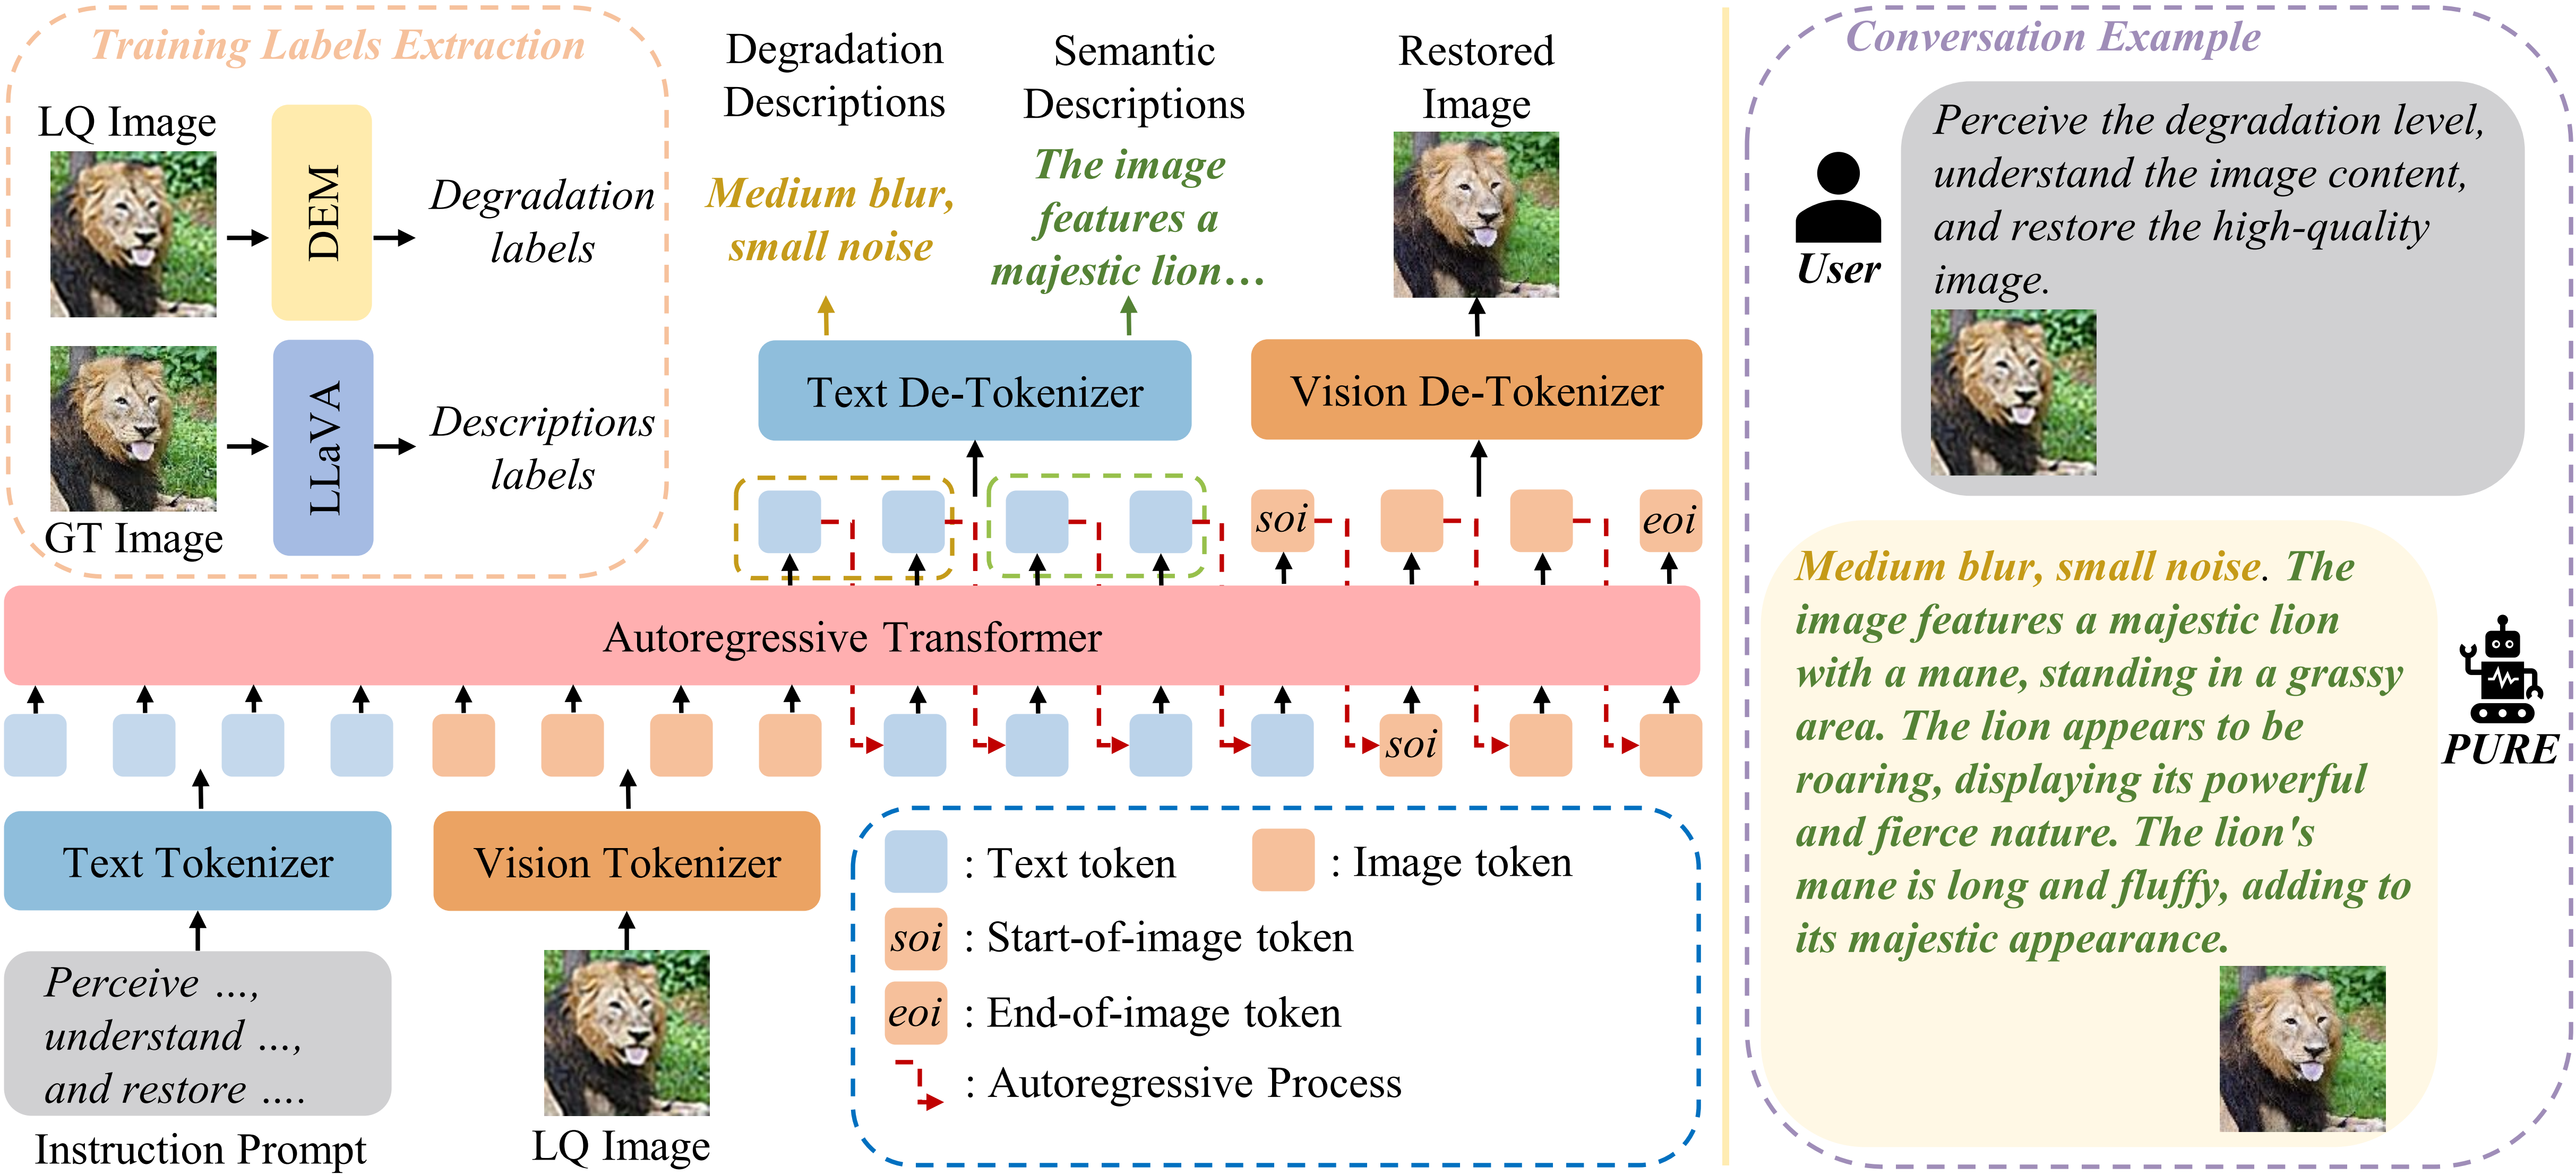 Training Labels Extraction
LQ Image
DEM
Degradation
labels
LLaVA
Descriptions
labels
GT Image
Degradation
Descriptions
Medium blur,
small noise
Semantic
Descriptions
The image
features a
majestic lion...
Restored
Image
Text De-Tokenizer
Vision De-Tokenizer
soi
eoi
Autoregressive Transformer
soi
Text Tokenizer
Vision Tokenizer
Perceive ...,
understand ...,
and restore ....
Instruction Prompt
LQ Image
: Text token
: Image token
soi : Start-of-image token
eoi : End-of-image token
: Autoregressive Process
Conversation Example
User
Perceive the degradation level,
understand the image content,
and restore the high-quality
image.
Medium blur, small noise. The
image features a majestic lion
with a mane, standing in a grassy
area. The lion appears to be
roaring, displaying its powerful
and fierce nature. The lion's
mane is long and fluffy, adding to
its majestic appearance.
PURE